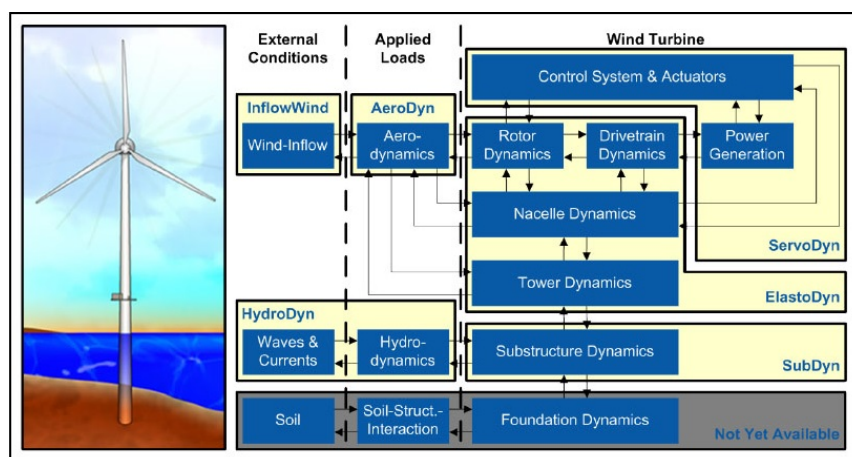 External
Conditions
Applied
Loads
Wind Turbine
Control System & Actuators
InflowWind
AeroDyn
Wind-Inflow
Aero-
dynamics
Rotor
Dynamics
Drivetrain
Dynamics
Power
Generation
Nacelle Dynamics
ServoDyn
Tower Dynamics
ElastoDyn
HydroDyn
Waves &
Currents
Hydro-
dynamics
Substructure Dynamics
SubDyn
Soil
Soil-Struct.-
Interaction
Foundation Dynamics
Not Yet Available